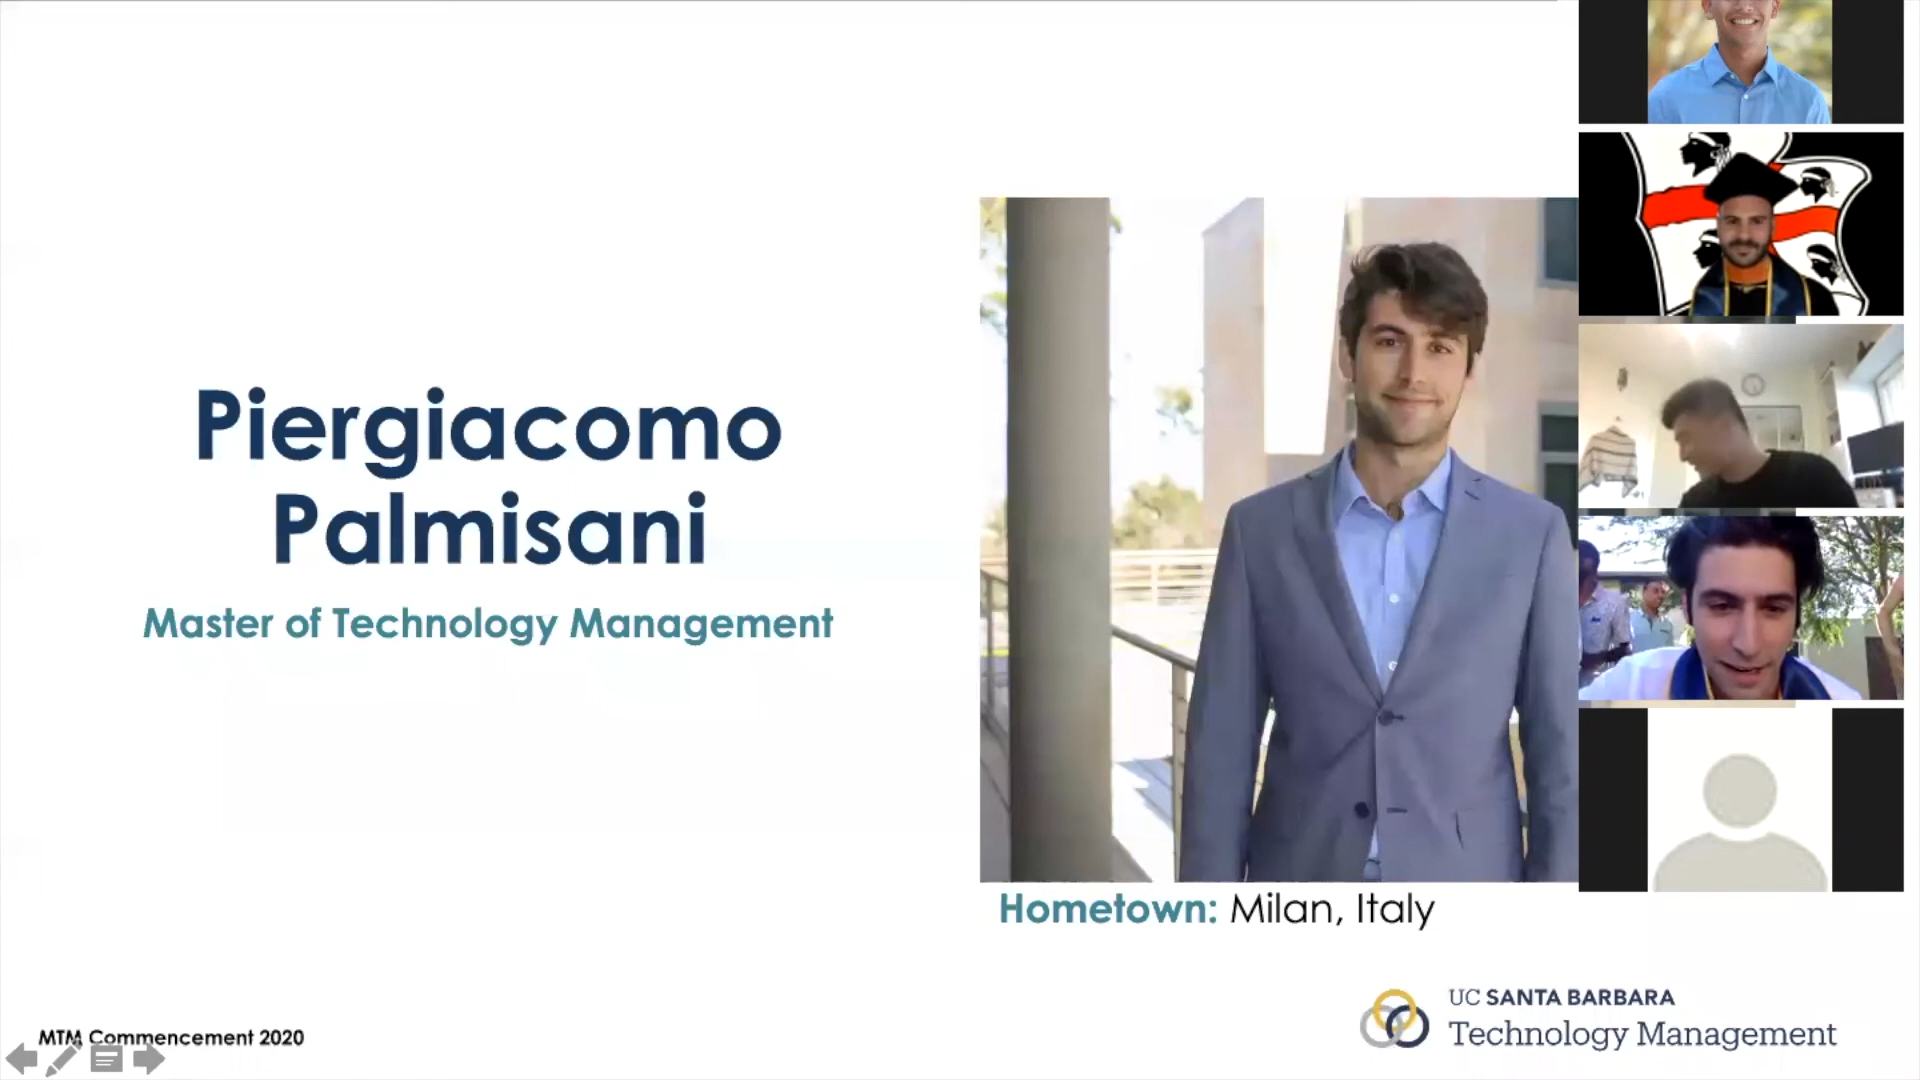 Piergiacomo
Palmisani
Master of Technology Management
Hometown: Milan, Italy
MTM Commencement 2020
UC SANTA BARBARA
Technology Management